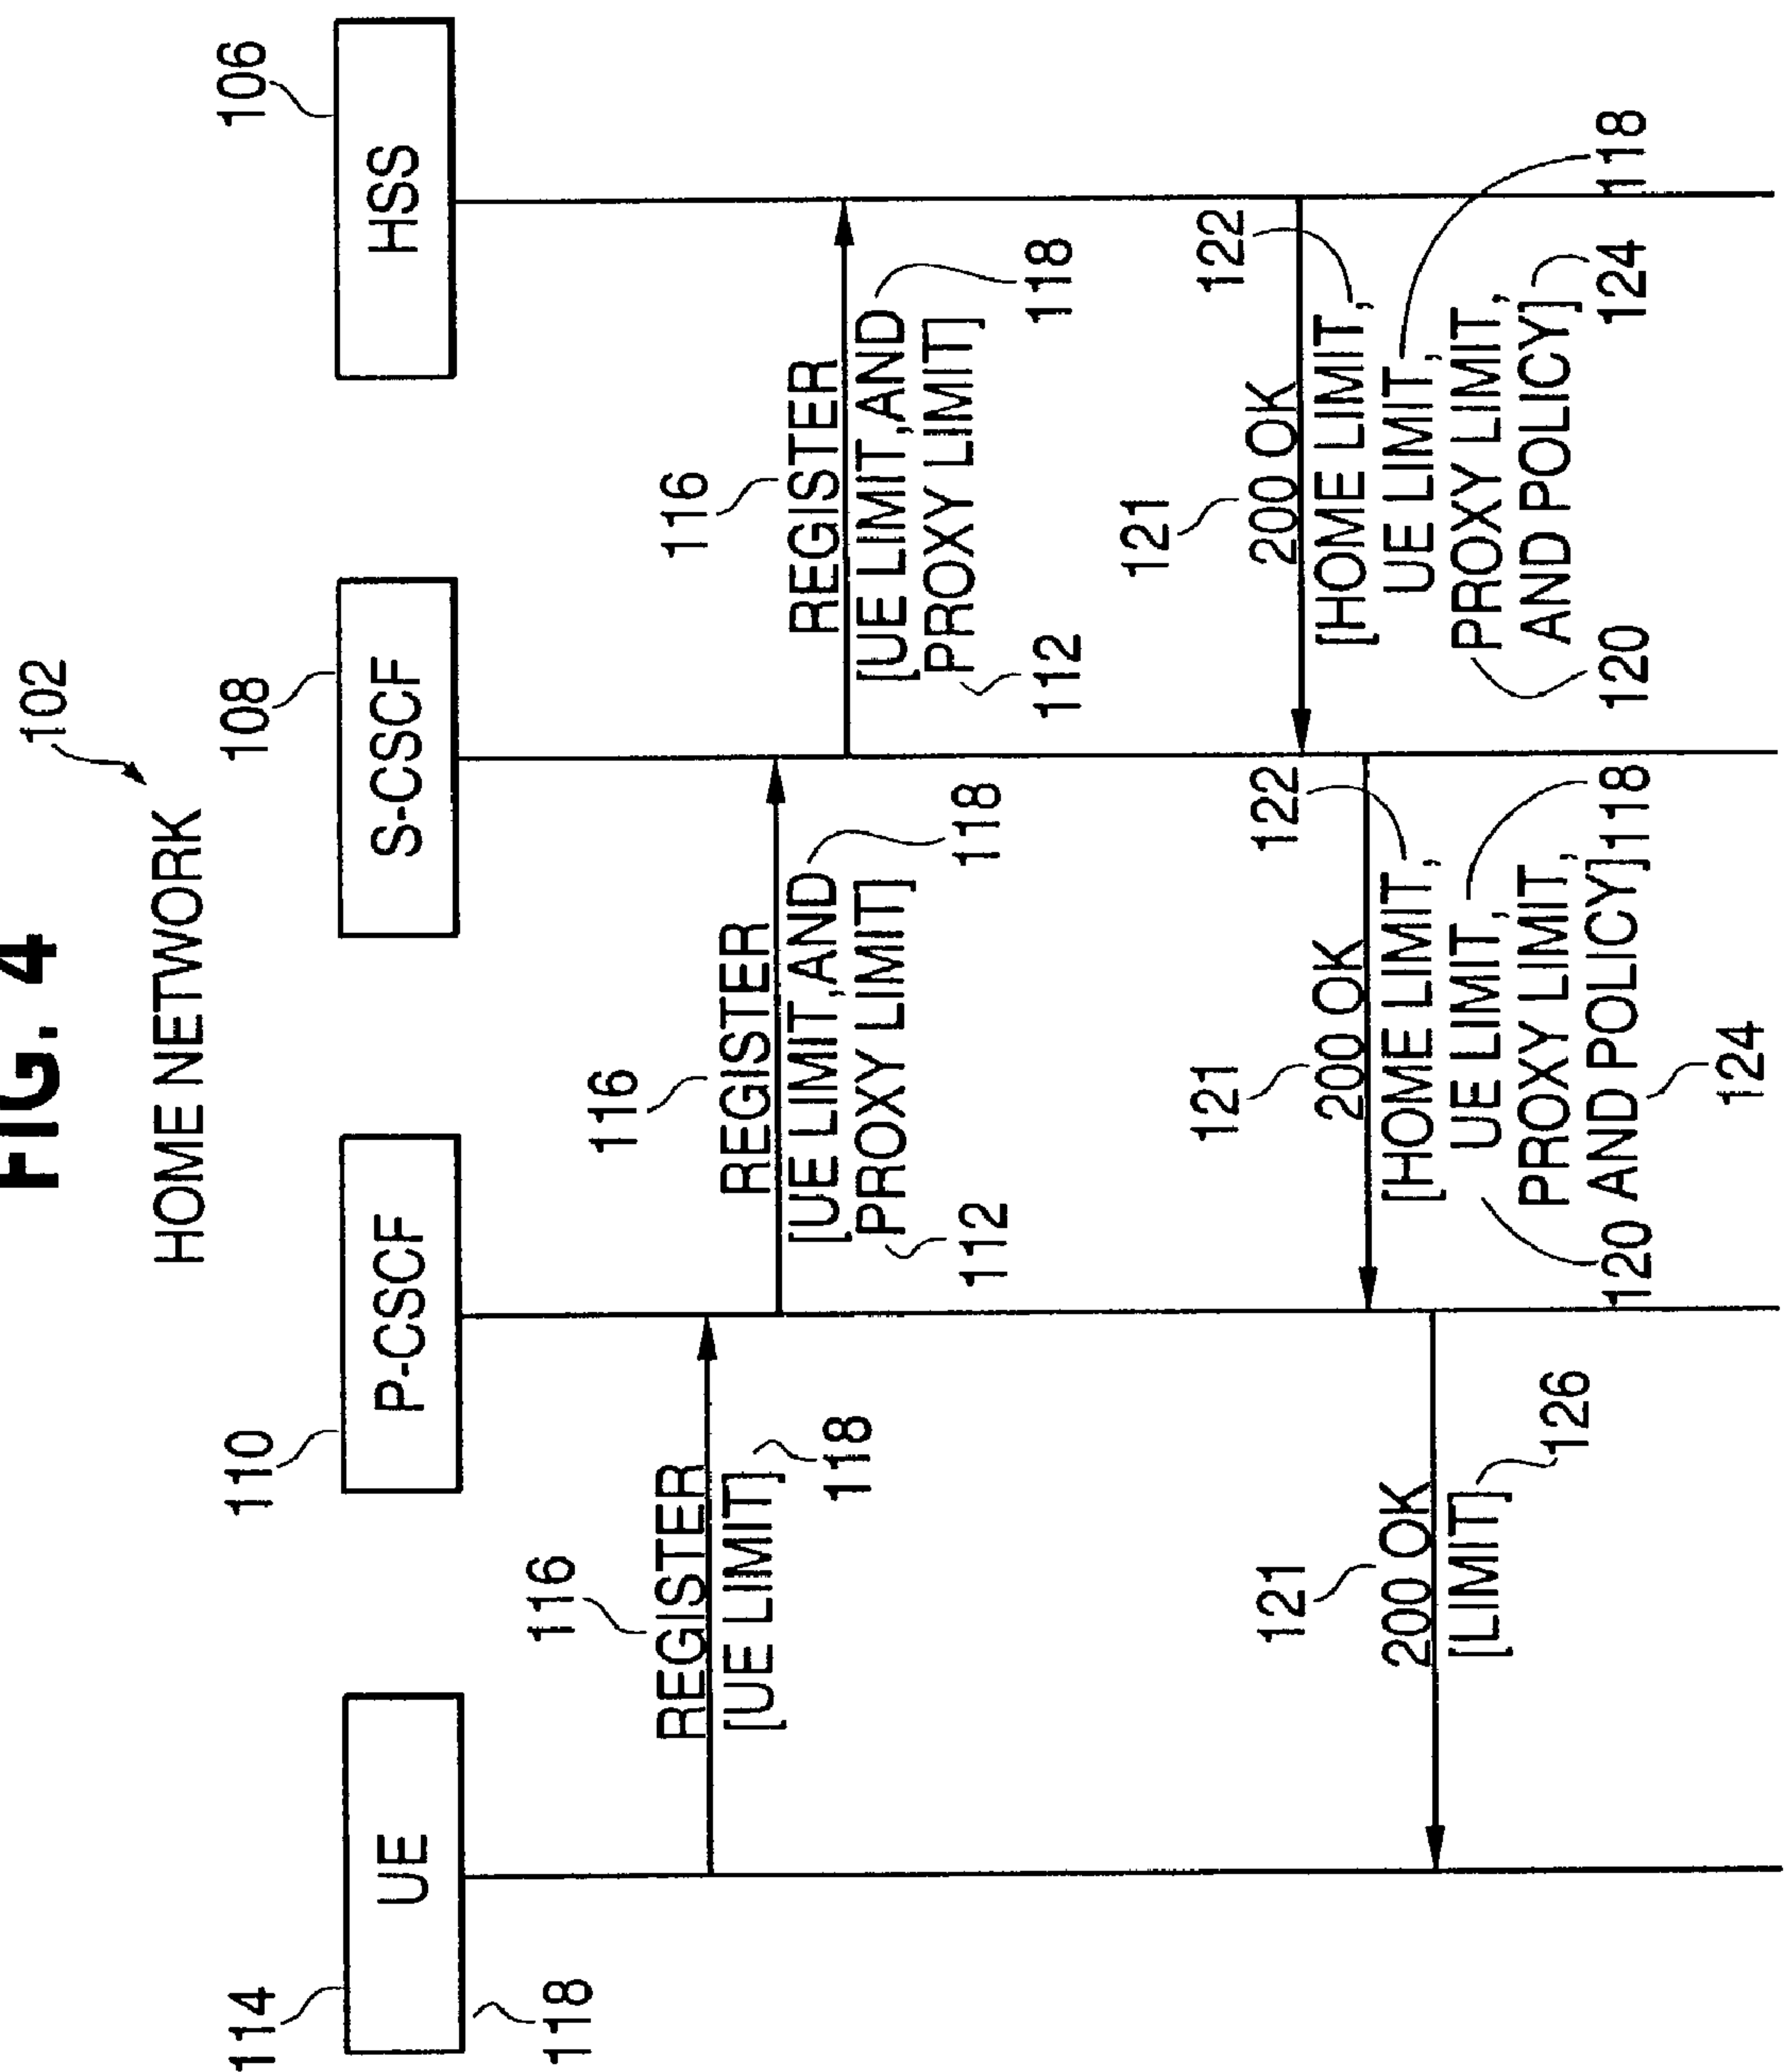 FIG. 4
HOME NETWORK
102
114
UE
118
110
P-CSCF
108
S-CSCF
106
HSS
116
REGISTER
[UE LIMIT]
118
116
REGISTER
[UE LIMIT,AND
PROXY LIMIT]
118
112
116
REGISTER
[UE LIMIT,AND
PROXY LIMIT]
118
112
121
200 OK
122
[HOME LIMIT,
UE LIMIT,
PROXY LIMIT,
AND POLICY]
118
120
124
121
200 OK
122
[HOME LIMIT,
UE LIMIT,
PROXY LIMIT,
120 AND POLICY]118
124
121
200 OK
[LIMIT]
126